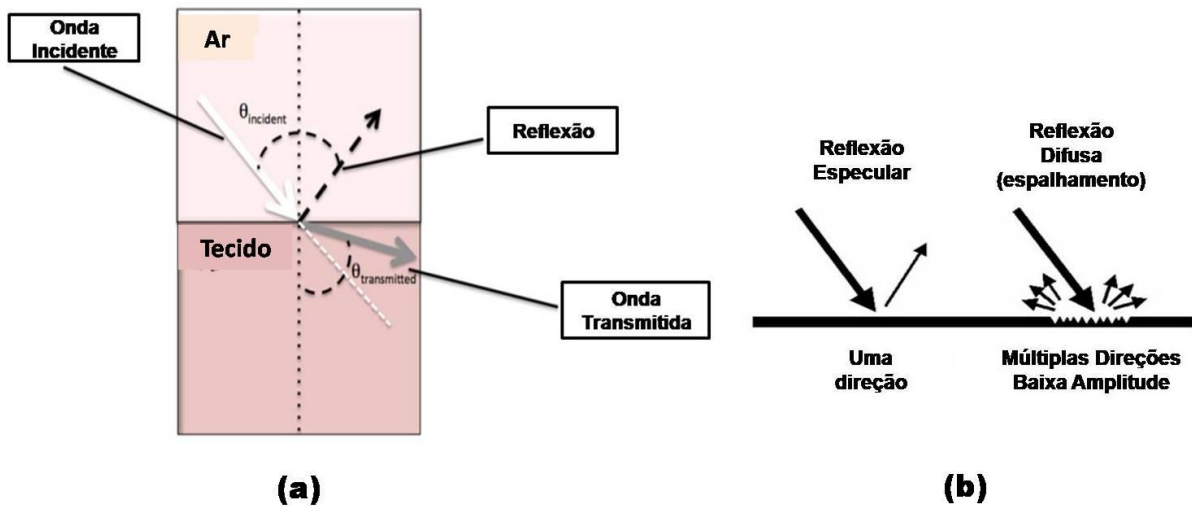 Onda
Incidente
Ar
θincident
Reflexão
Tecido
θtransmitted
Onda
Transmitida
(a)
Reflexão
Especular
Reflexão
Difusa
(espalhamento)
Uma
direção
Múltiplas Direções
Baixa Amplitude
(b)